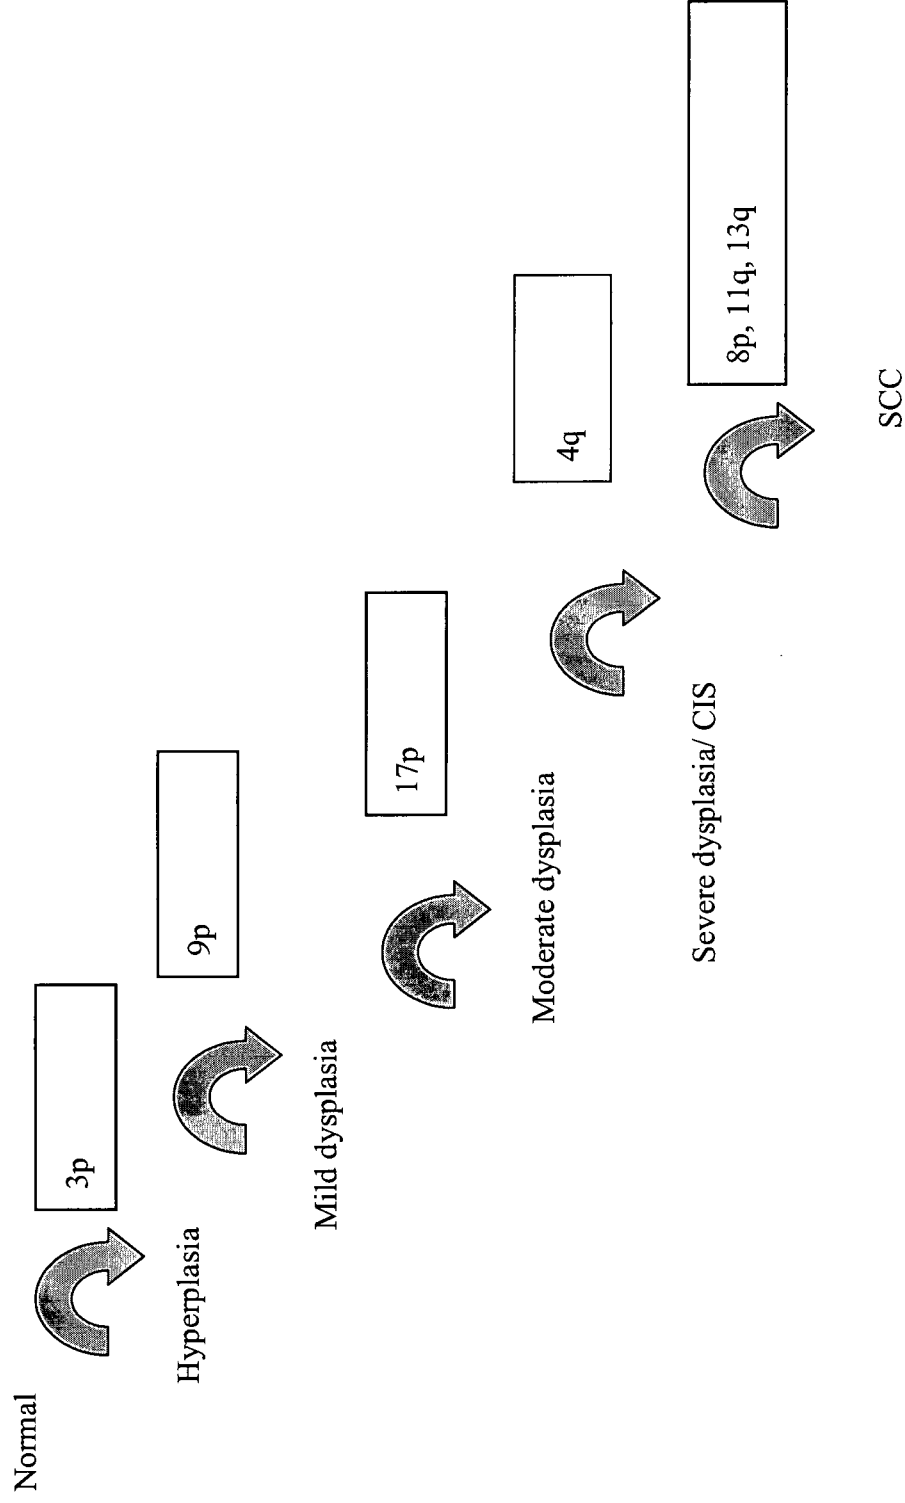 Normal
3p
Hyperplasia
9p
Mild dysplasia
17p
Moderate dysplasia
4q
Severe dysplasia/ CIS
8p, 11q, 13q
SCC